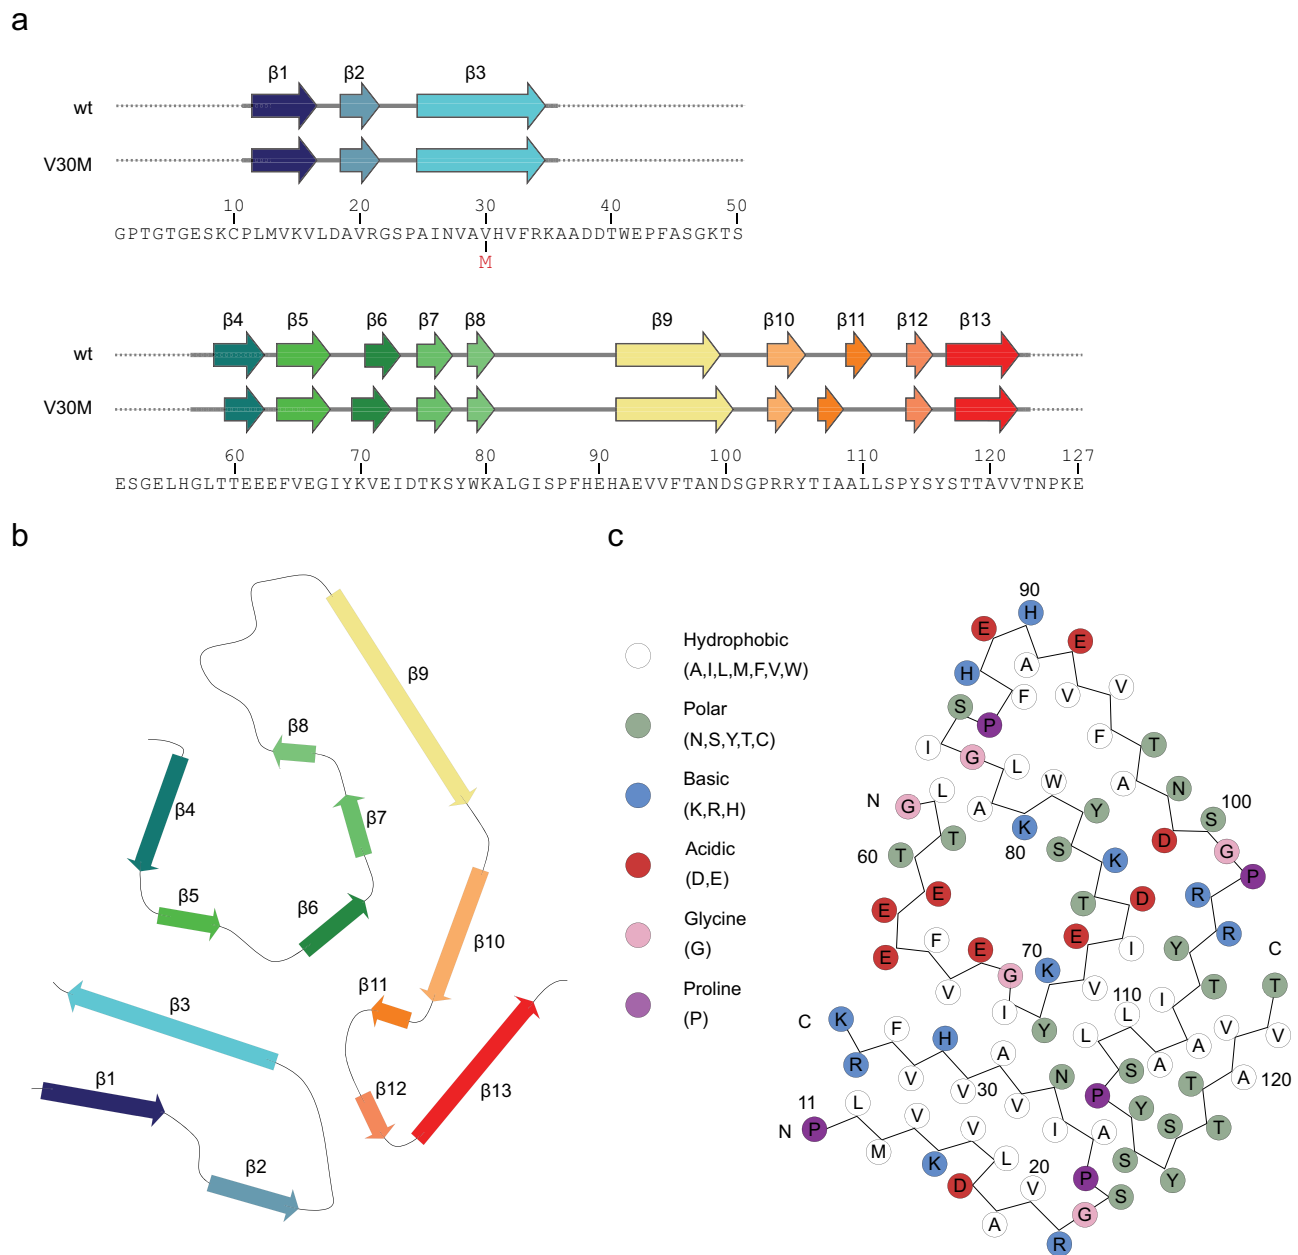 a
β1 β2 β3
wt
V30M
10 20 30 40 50
GPTGTGESKCPLMVKVLDAVRGSPAINVAVHVFRKAADDTWEPFASGKTS
M
β4 β5 β6 β7 β8 β9 β10 β11 β12 β13
wt
V30M
60 70 80 90 100 110 120 127
ESGELHGLTTEEEFVEGIYKVEIDTKSYWKALGISPFHEHAEVVFTANDSGPRRYTIAALLSPYSYSTTAVVTNPKE
b
β9
β8
β4
β7
β5
β6
β10
β11
β3
β1
β12
β13
β2
c
Hydrophobic
(A,I,L,M,F,V,W)
Polar
(N,S,Y,T,C)
Basic
(K,R,H)
Acidic
(D,E)
Glycine
(G)
Proline
(P)
N
G L T T E E E F V E G I Y K V E I D T K S Y W K A L G I S P F H E H A E V V F T A N D S G P R R Y T I A A L L S P Y S Y S T T A V V T
C
60 70 80 90 100 110 120
N
P L M V K V L D A V R G S P A I N V A V H V F R K
C
11 20 30